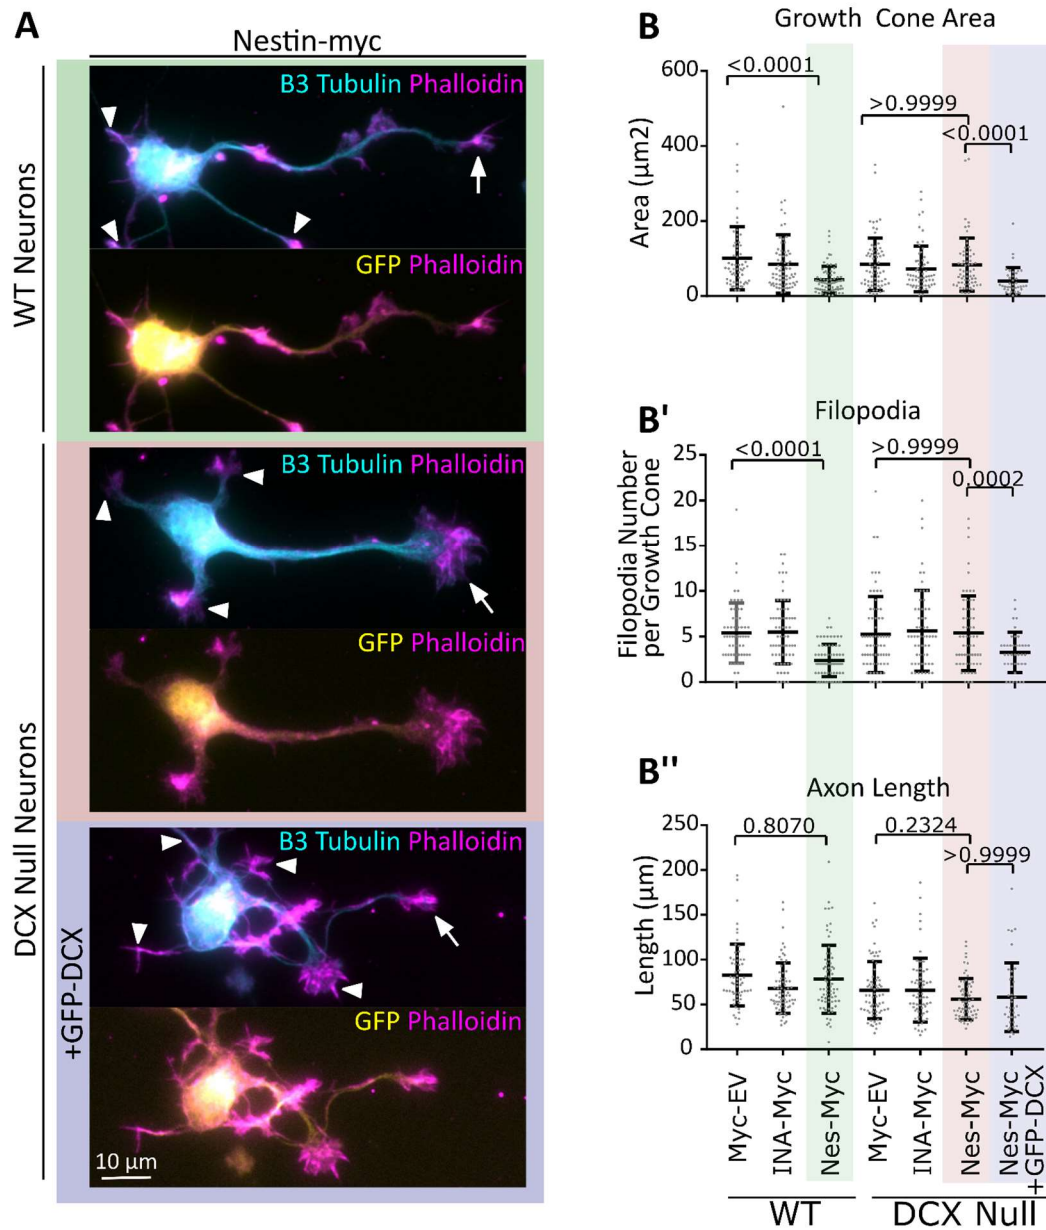 A
Nestin-myc
WT Neurons
B3 Tubulin Phalloidin
GFP Phalloidin
DCX Null Neurons
B3 Tubulin Phalloidin
GFP Phalloidin
+GFP-DCX
B3 Tubulin Phalloidin
GFP Phalloidin
10 µm
B
Growth Cone Area
Area (µm2)
600
400
200
0
<0.0001
>0.9999
<0.0001
B'
Filopodia
Filopodia Number
per Growth Cone
25
20
15
10
5
0
<0.0001
>0.9999
0.0002
B''
Axon Length
Length (µm)
250
200
150
100
50
0
0.8070
0.2324
>0.9999
Myc-EV
INA-Myc
Nes-Myc
Myc-EV
INA-Myc
Nes-Myc
Nes-Myc
+GFP-DCX
WT
DCX Null